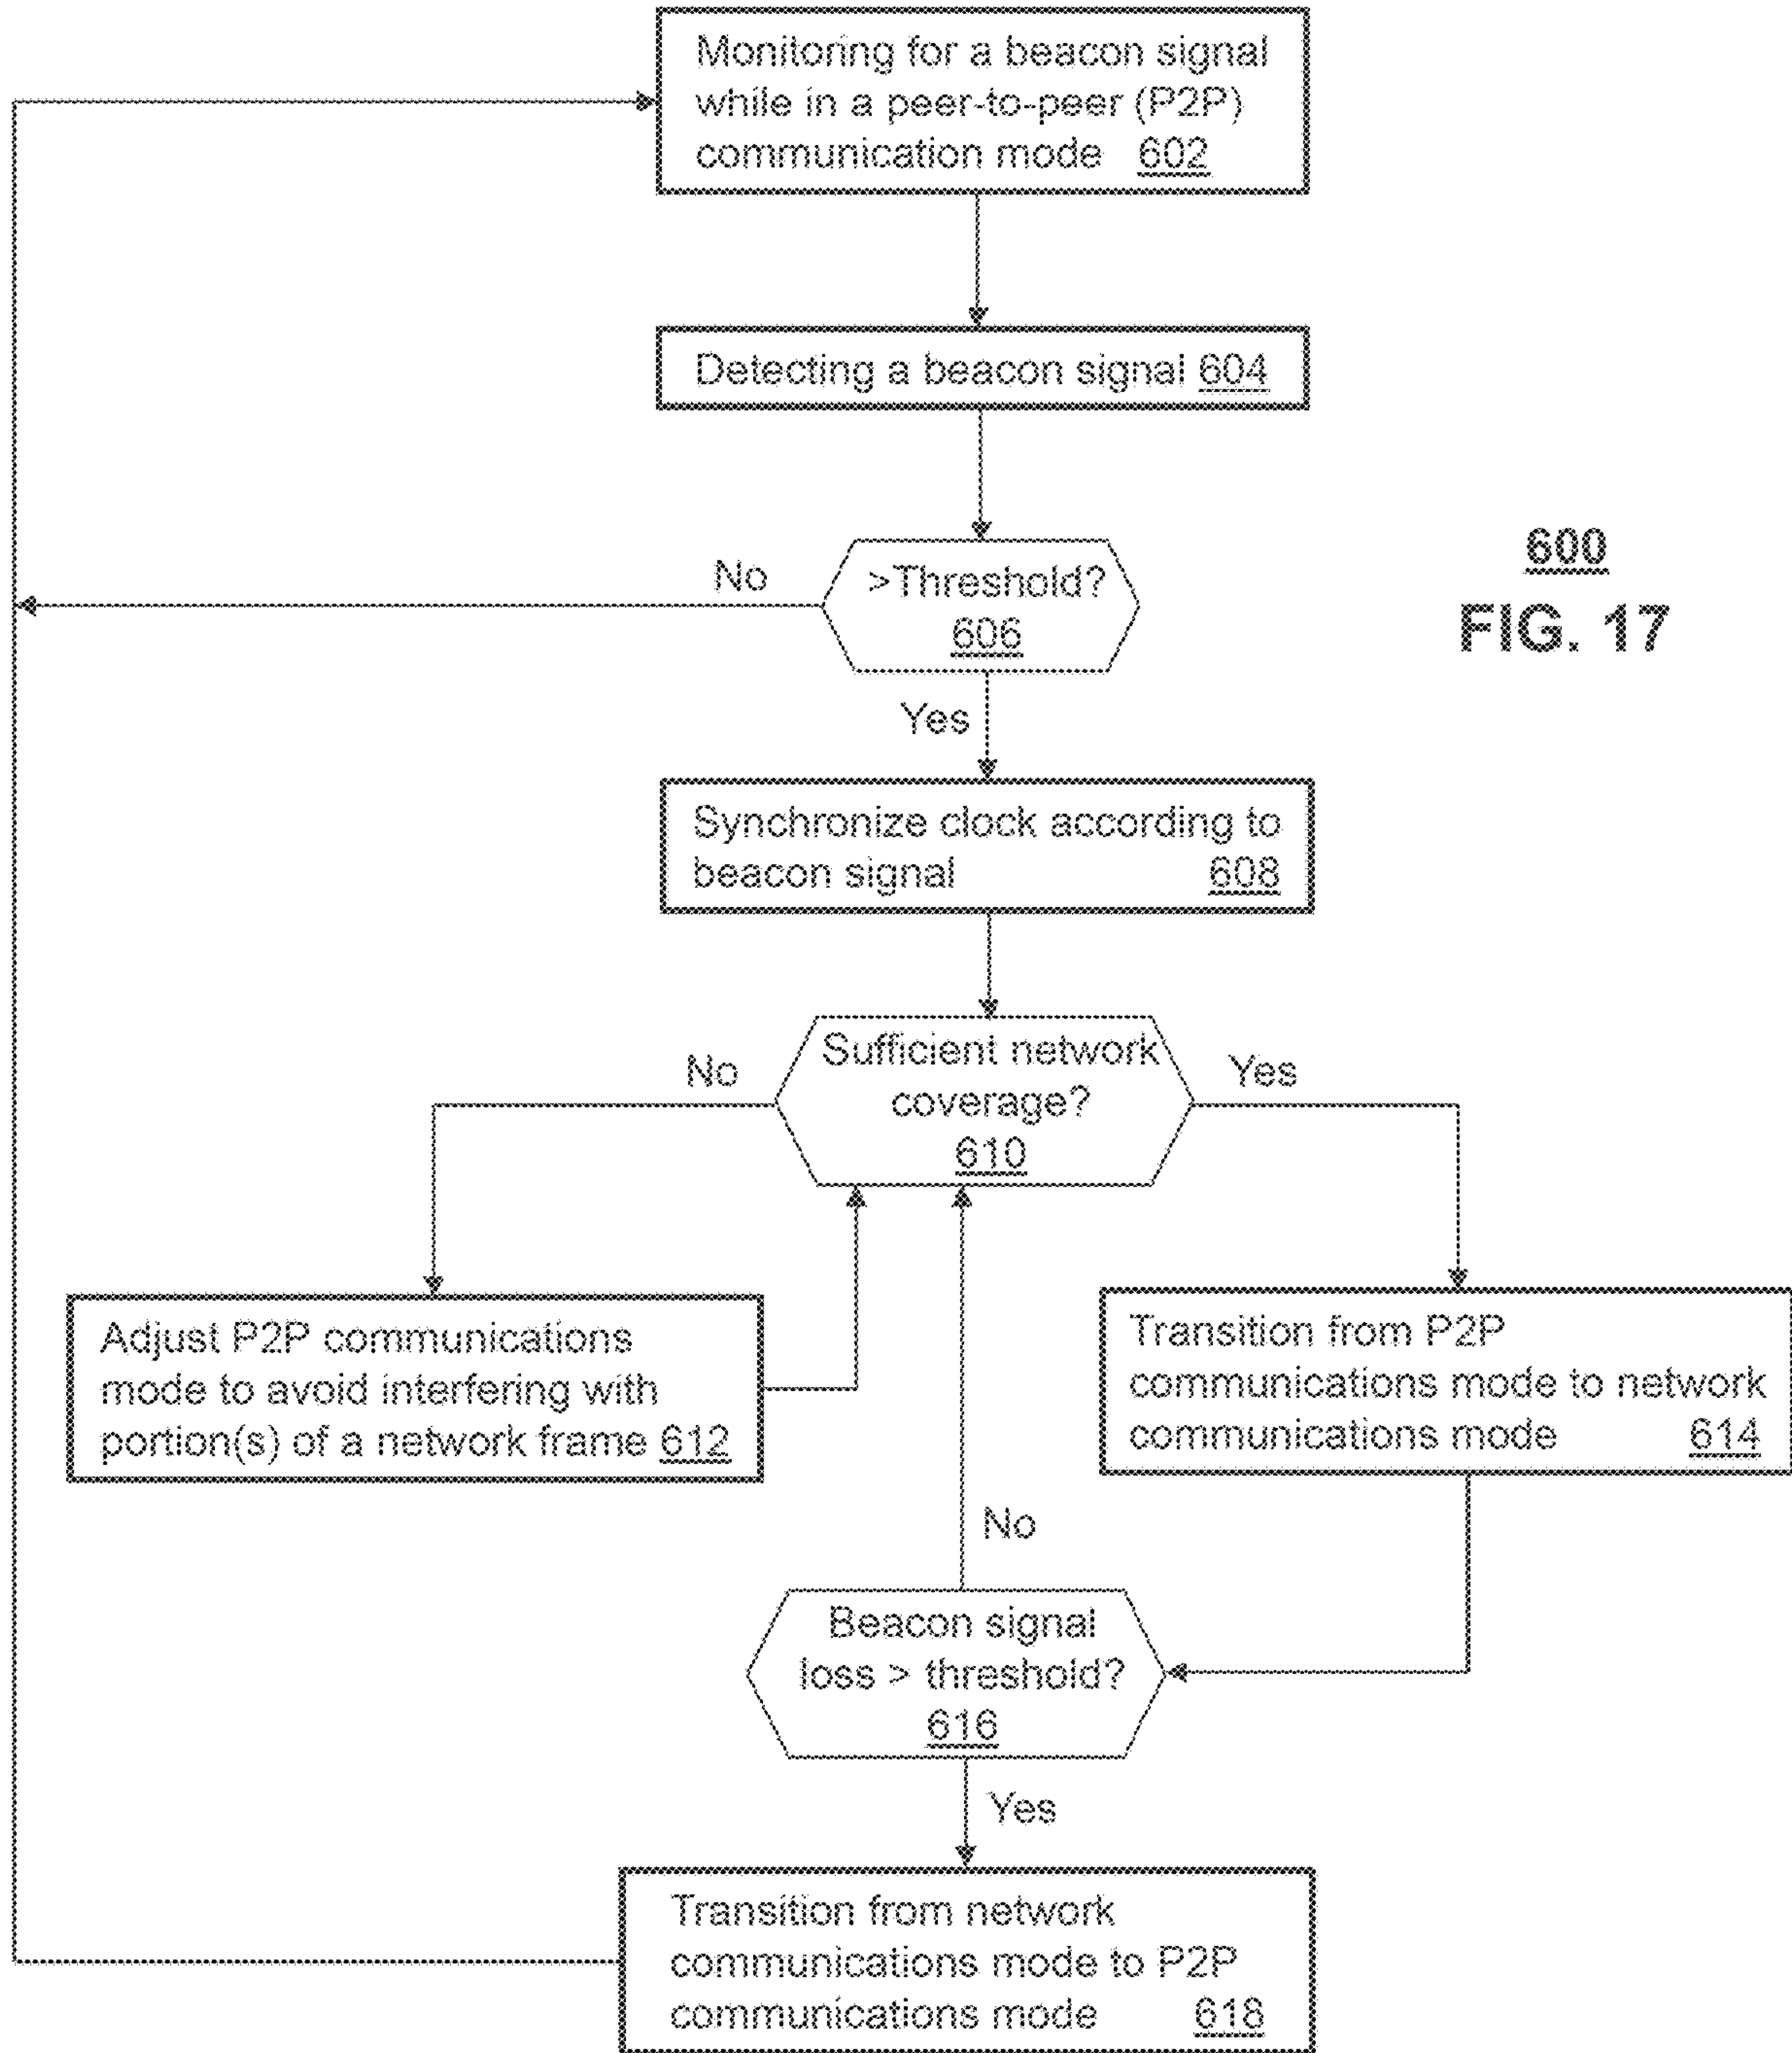 Monitoring for a beacon signal
while in a peer-to-peer (P2P)
communication mode 602
Detecting a beacon signal 604
No
>Threshold?
606
600
FIG. 17
Yes
Synchronize clock according to
beacon signal 608
No
Sufficient network
coverage?
610
Yes
Adjust P2P communications
mode to avoid interfering with
portion(s) of a network frame 612
Transition from P2P
communications mode to network
communications mode 614
No
Beacon signal
loss > threshold?
616
Yes
Transition from network
communications mode to P2P
communications mode 618